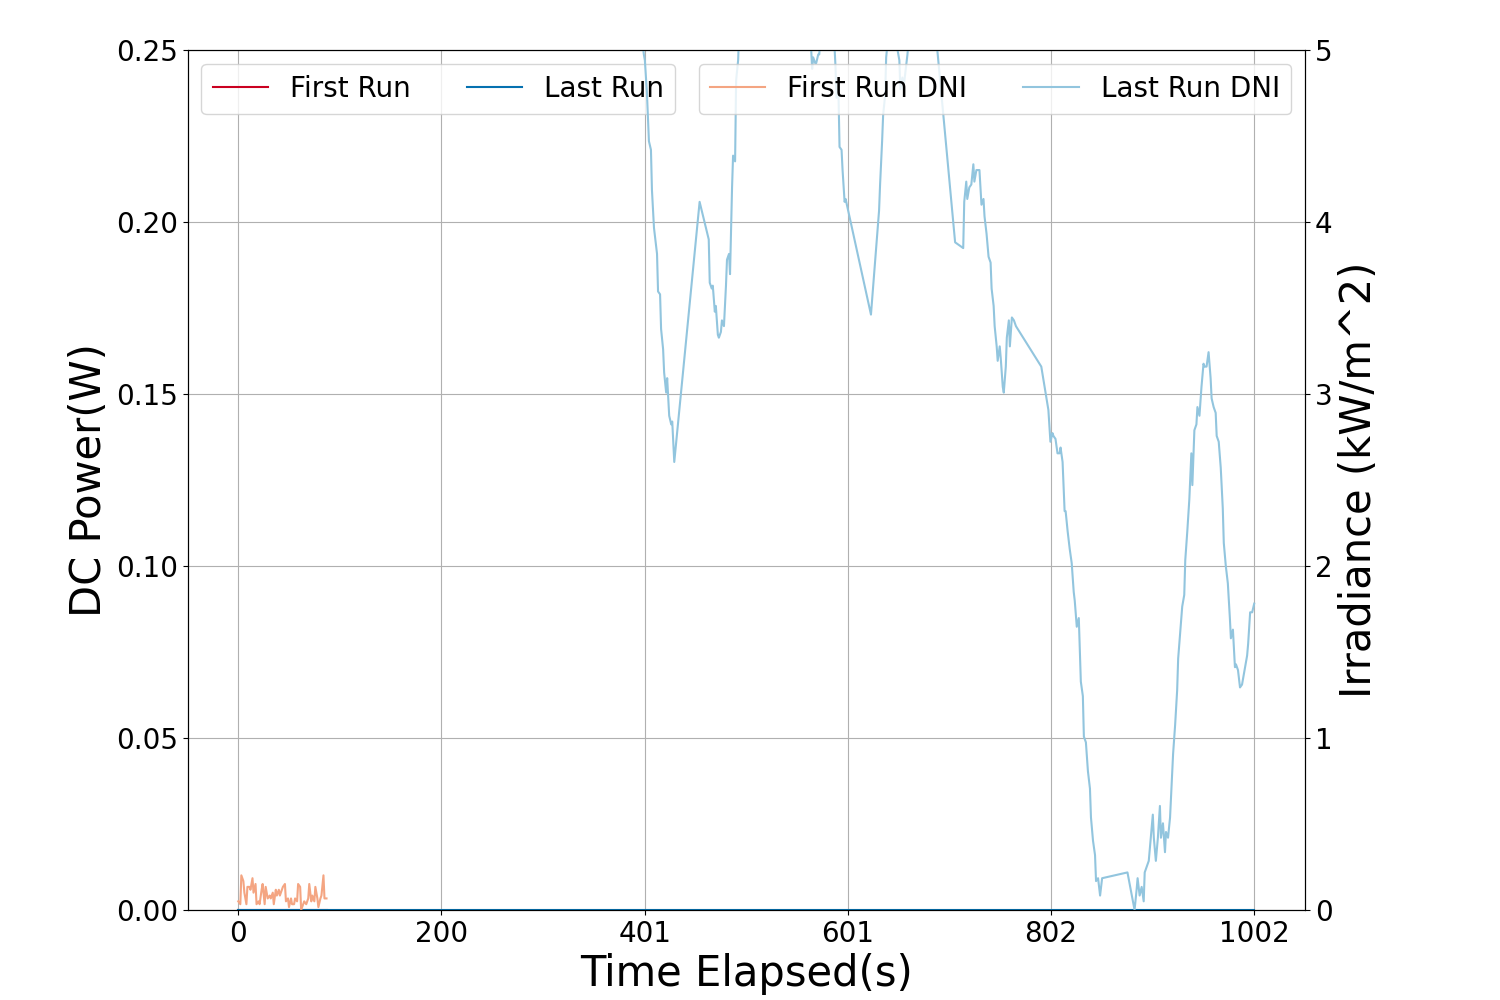 First Run
Last Run
First Run DNI
Last Run DNI
DC Power(W)
0.25
0.20
0.15
0.10
0.05
0.00
5
4
3
2
1
0
Irradiance (kW/m^2)
0 200 401 601 802 1002
Time Elapsed(s)